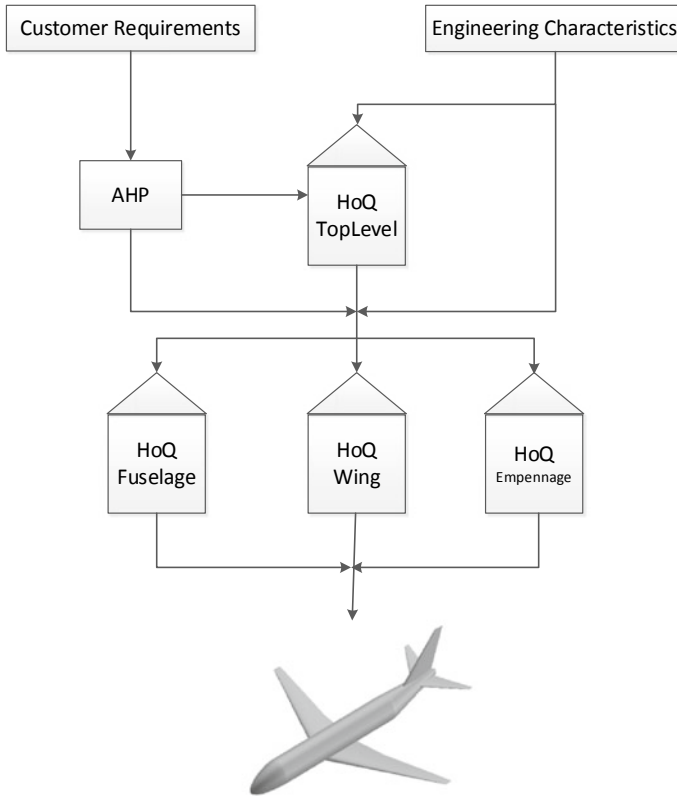 Customer Requirements
Engineering Characteristics
AHP
HoQ
TopLevel
HoQ
Fuselage
HoQ
Wing
HoQ
Empennage